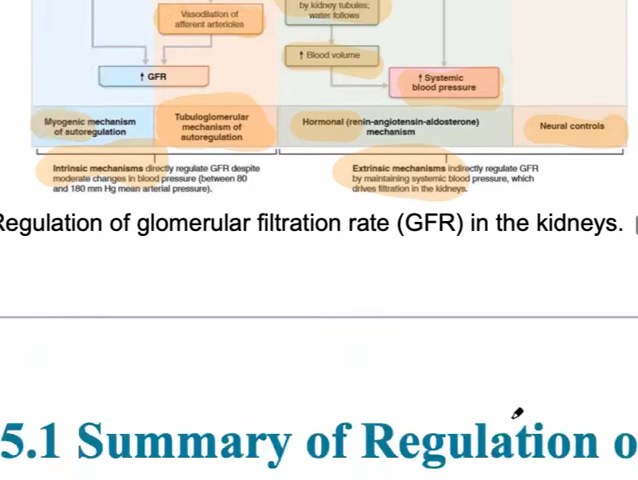 by kidney tubules;
water follows
Vasodilation of
afferent arterioles
↑ Blood volume
↑ GFR
↑ Systemic
blood pressure
Myogenic mechanism
of autoregulation
Tubuloglomerular
mechanism of
autoregulation
Hormonal (renin-angiotensin-aldosterone)
mechanism
Neural controls
Intrinsic mechanisms directly regulate GFR despite
moderate changes in blood pressure (between 80
and 180 mm Hg mean arterial pressure).
Extrinsic mechanisms indirectly regulate GFR
by maintaining systemic blood pressure, which
drives filtration in the kidneys.
Regulation of glomerular filtration rate (GFR) in the kidneys.
5.1 Summary of Regulation o